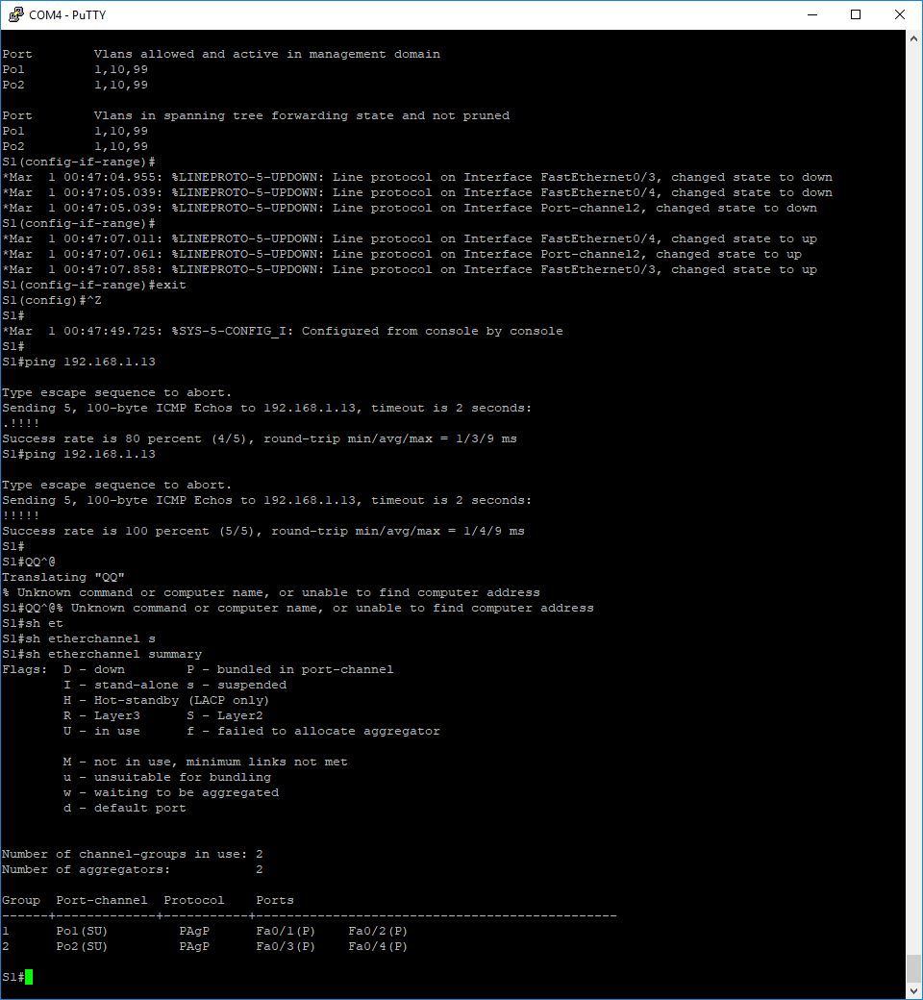 COM4 - PuTTY
Port        Vlans allowed and active in management domain
Po1         1,10,99
Po2         1,10,99
Port        Vlans in spanning tree forwarding state and not pruned
Po1         1,10,99
Po2         1,10,99
S1(config-if-range)#
*Mar  1 00:47:04.955: %LINEPROTO-5-UPDOWN: Line protocol on Interface FastEthernet0/3, changed state to down
*Mar  1 00:47:05.039: %LINEPROTO-5-UPDOWN: Line protocol on Interface FastEthernet0/4, changed state to down
*Mar  1 00:47:05.039: %LINEPROTO-5-UPDOWN: Line protocol on Interface Port-channel2, changed state to down
S1(config-if-range)#
*Mar  1 00:47:07.011: %LINEPROTO-5-UPDOWN: Line protocol on Interface FastEthernet0/4, changed state to up
*Mar  1 00:47:07.061: %LINEPROTO-5-UPDOWN: Line protocol on Interface Port-channel2, changed state to up
*Mar  1 00:47:07.858: %LINEPROTO-5-UPDOWN: Line protocol on Interface FastEthernet0/3, changed state to up
S1(config-if-range)#exit
S1(config)#^Z
S1#
*Mar  1 00:47:49.725: %SYS-5-CONFIG_I: Configured from console by console
S1#
S1#ping 192.168.1.13
Type escape sequence to abort.
Sending 5, 100-byte ICMP Echos to 192.168.1.13, timeout is 2 seconds:
.!!!!
Success rate is 80 percent (4/5), round-trip min/avg/max = 1/3/9 ms
S1#ping 192.168.1.13
Type escape sequence to abort.
Sending 5, 100-byte ICMP Echos to 192.168.1.13, timeout is 2 seconds:
!!!!!
Success rate is 100 percent (5/5), round-trip min/avg/max = 1/4/9 ms
S1#
S1#QQ^@
Translating "QQ"
% Unknown command or computer name, or unable to find computer address
S1#QQ^@% Unknown command or computer name, or unable to find computer address
S1#sh et
S1#sh etherchannel s
S1#sh etherchannel summary
Flags:  D - down        P - bundled in port-channel
        I - stand-alone s - suspended
        H - Hot-standby (LACP only)
        R - Layer3      S - Layer2
        U - in use      f - failed to allocate aggregator
        M - not in use, minimum links not met
        u - unsuitable for bundling
        w - waiting to be aggregated
        d - default port
Number of channel-groups in use: 2
Number of aggregators:           2
Group  Port-channel  Protocol    Ports
------+-------------+-----------+-----------------------------------------------
1      Po1(SU)         PAgP      Fa0/1(P)    Fa0/2(P)
2      Po2(SU)         PAgP      Fa0/3(P)    Fa0/4(P)
S1#